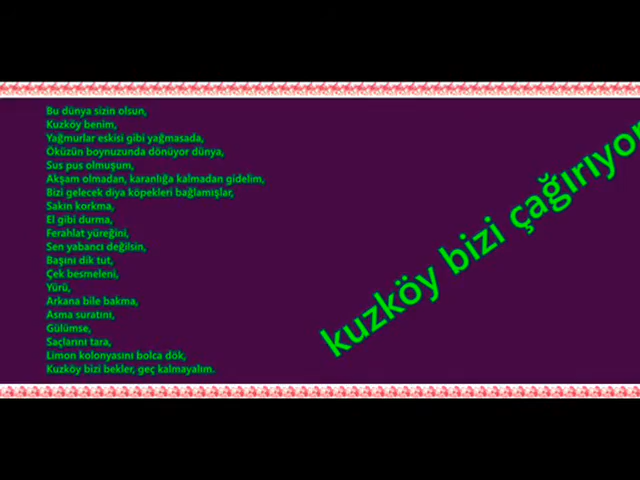 Bu dünya sizin olsun,
Kuzköy benim,
Yağmurlar eskisi gibi yağmasada,
Öküzün boynuzunda dönüyor dünya,
Sus pus olmuşum,
Akşam olmadan, karanlığa kalmadan gidelim,
Bizi gelecek diya köpekleri bağlamışlar,
Sakın korkma,
El gibi durma,
Ferahlat yüreğini,
Sen yabancı değilsin,
Başını dik tut,
Çek besmeleni,
Yürü,
Arkana bile bakma,
Asma suratını,
Gülümse,
Saçlarını tara,
Limon kolonyasını bolca dök,
Kuzköy bizi bekler, geç kalmayalım.
kuzköy bizi çağırıyor